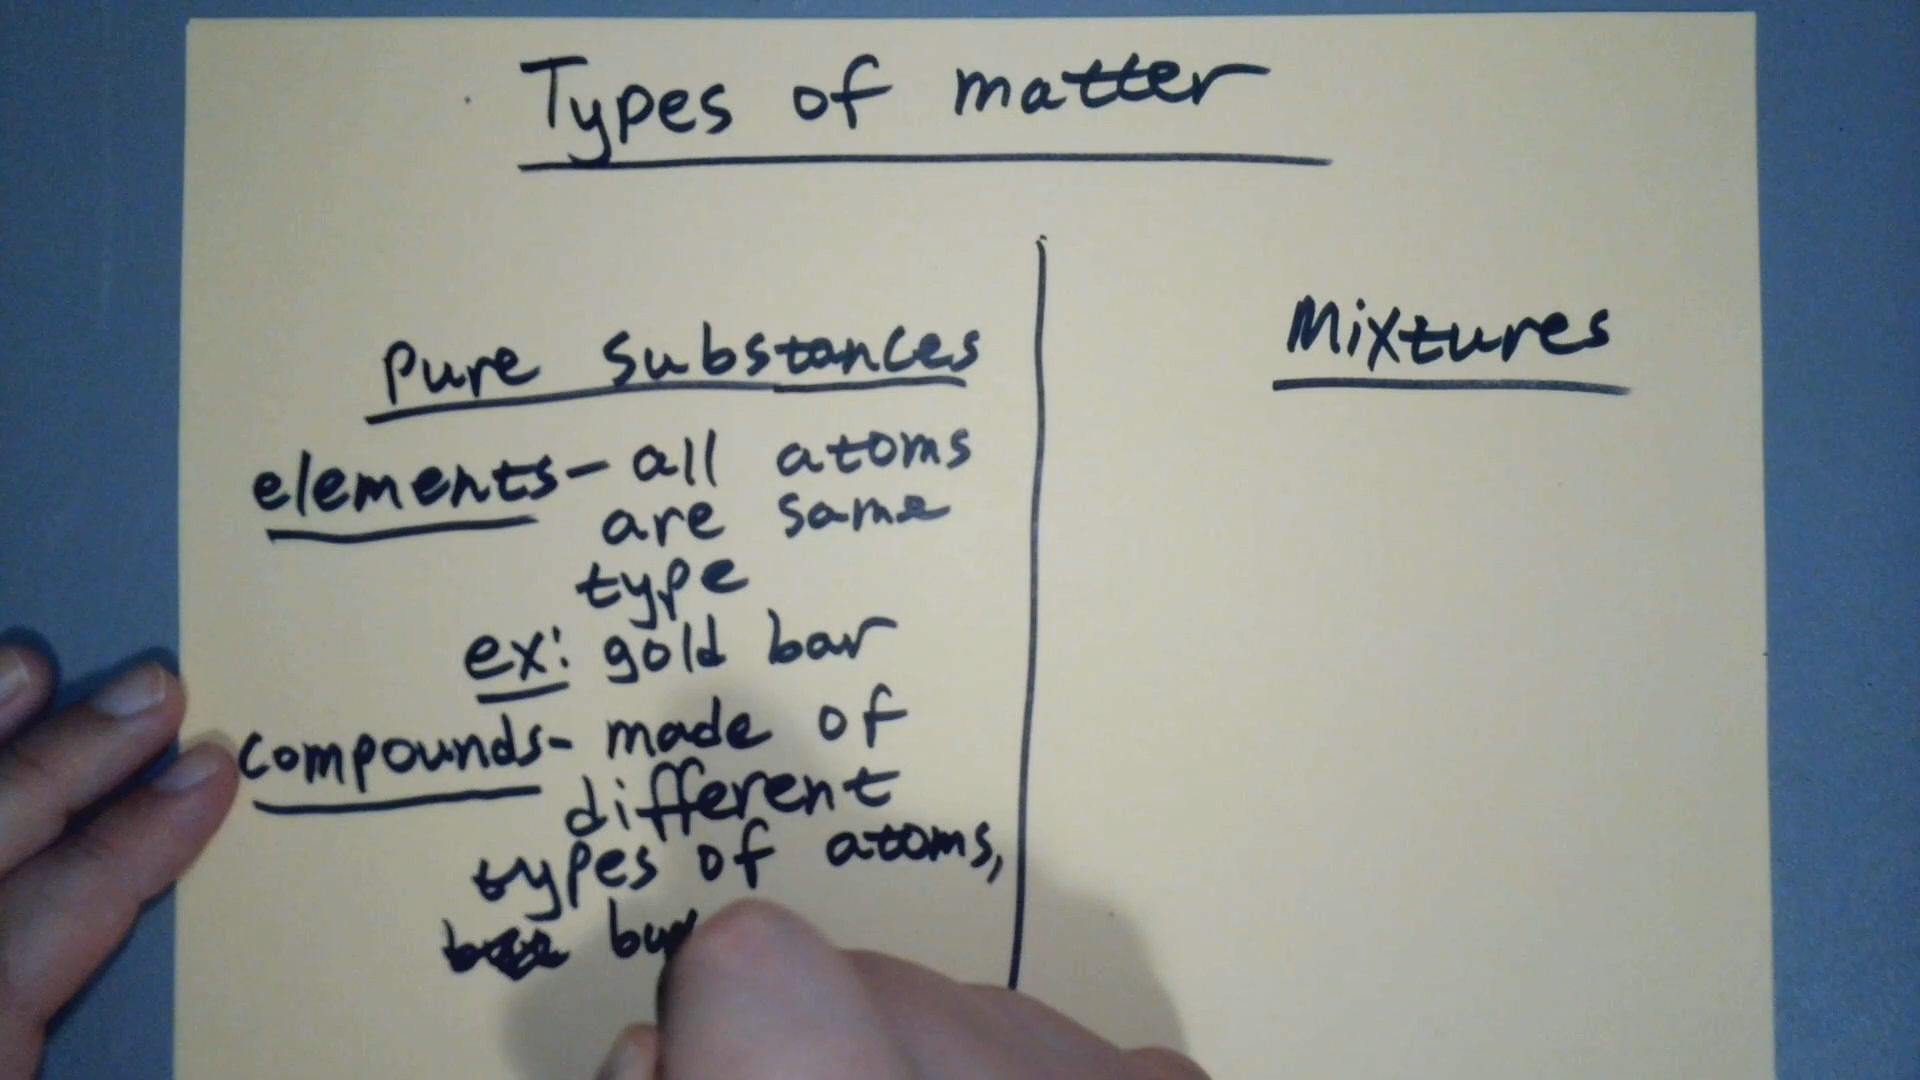 Types of matter
Pure Substances
elements - all atoms
are same
type
ex: gold bar
compounds - made of
different
types of atoms,
Mixtures